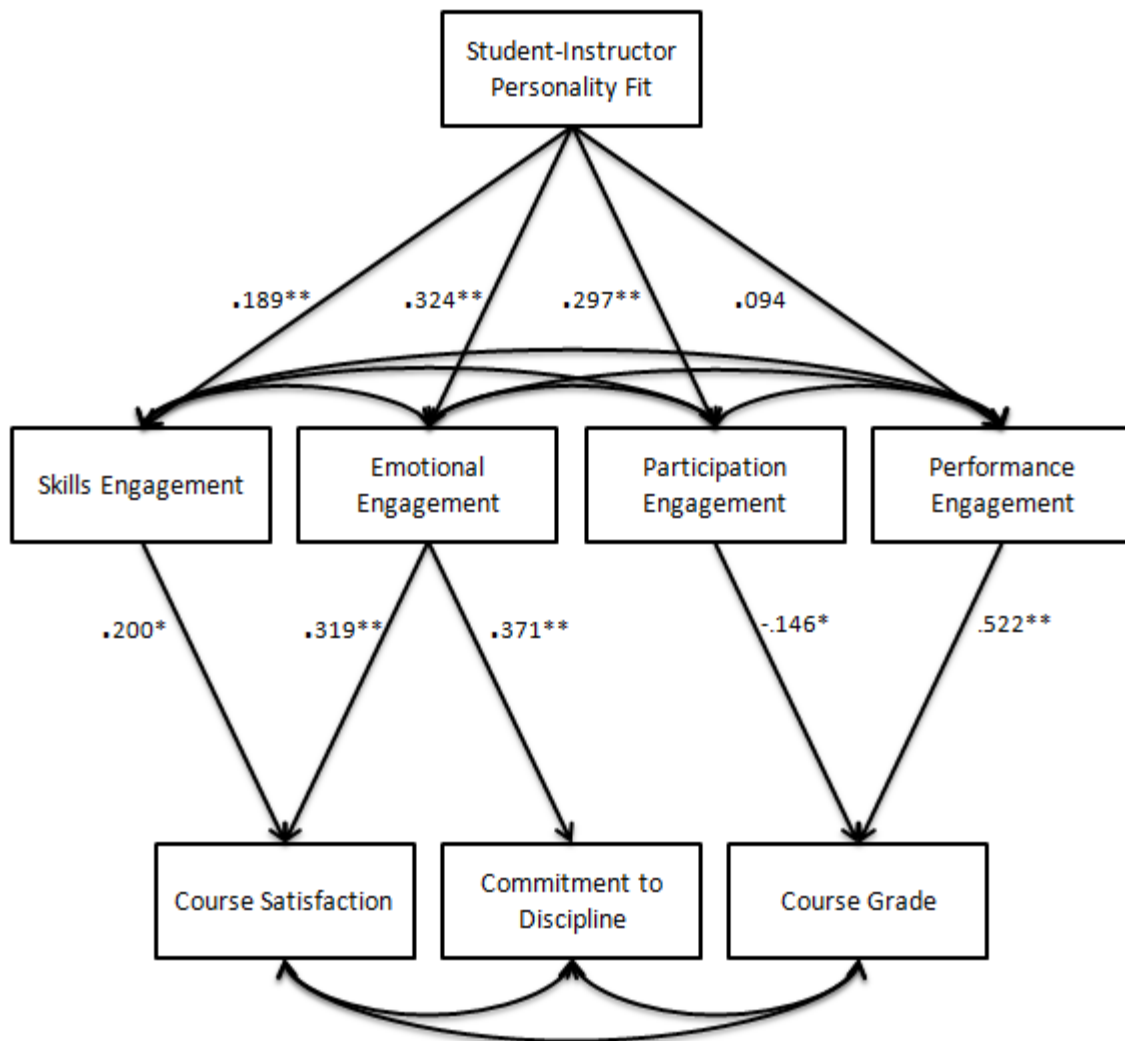 Student-Instructor
Personality Fit
.189**
.324**
.297**
.094
Skills Engagement
Emotional
Engagement
Participation
Engagement
Performance
Engagement
.200*
.319**
.371**
-.146*
.522**
Course Satisfaction
Commitment to
Discipline
Course Grade